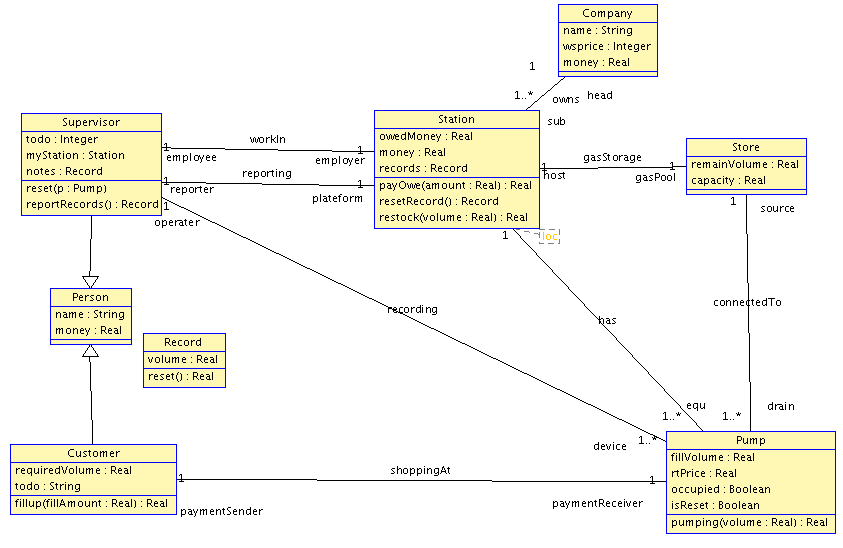 Company
name : String
wsprice : Integer
money : Real
1
1..*
owns
head
sub
Supervisor
todo : Integer
myStation : Station
notes : Record
reset(p : Pump)
reportRecords() : Record
1
workIn
1
employee
employer
1
reporting
1
reporter
plateform
1
operater
Station
owedMoney : Real
money : Real
records : Record
payOwe(amount : Real) : Real
resetRecord() : Record
restock(volume : Real) : Real
1
loc
1
gasStorage
1
host
gasPool
Store
remainVolume : Real
capacity : Real
1
source
connectedTo
recording
has
Person
name : String
money : Real
Record
volume : Real
reset() : Real
equ
1..*
1..*
drain
device
1..*
Customer
requiredVolume : Real
todo : String
fillup(fillAmount : Real) : Real
1
shoppingAt
1
paymentSender
paymentReceiver
Pump
fillVolume : Real
rtPrice : Real
occupied : Boolean
isReset : Boolean
pumping(volume : Real) : Real